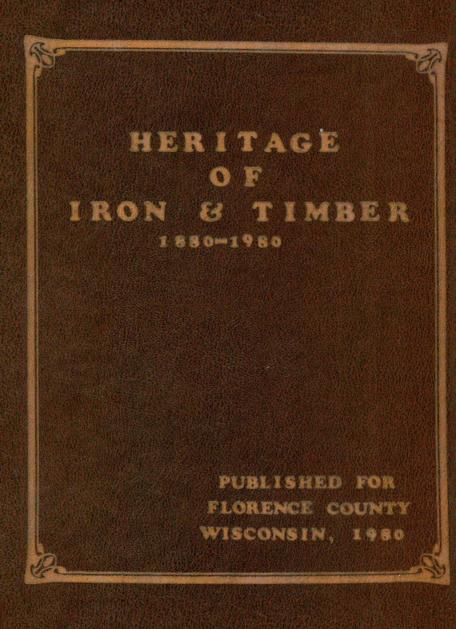 HERITAGE
OF
IRON & TIMBER
1880-1980
PUBLISHED FOR
FLORENCE COUNTY
WISCONSIN, 1980